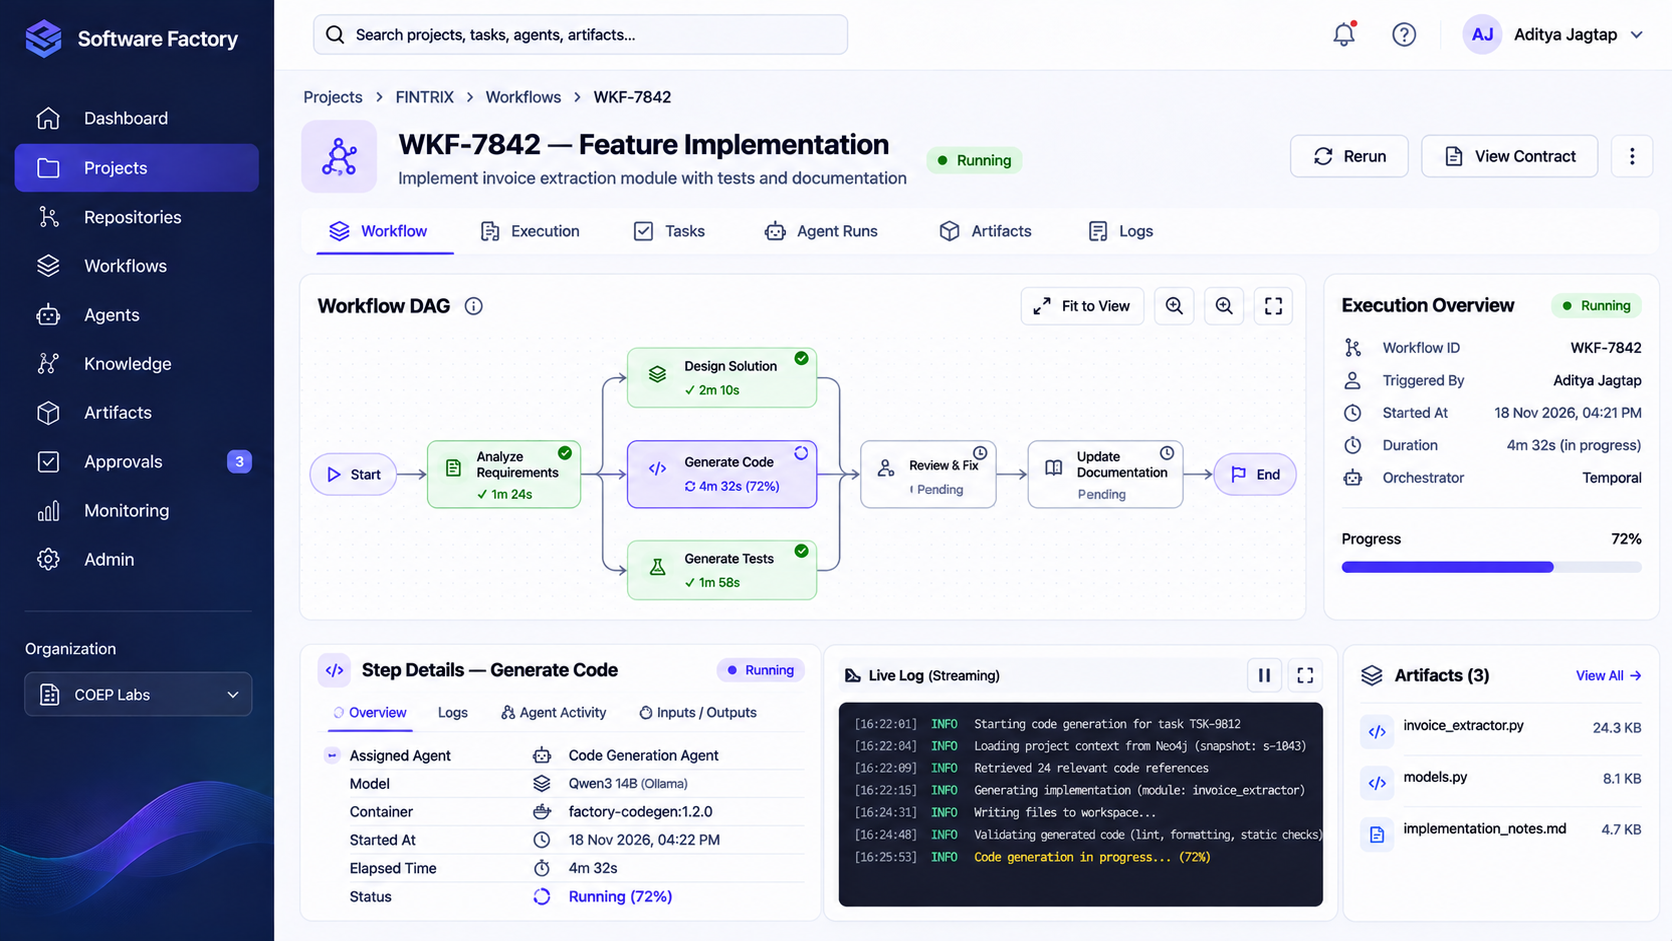 Software Factory
Search projects, tasks, agents, artifacts...
AJ
Aditya Jagtap
Dashboard
Projects
Repositories
Workflows
Agents
Knowledge
Artifacts
Approvals
3
Monitoring
Admin
Organization
COEP Labs
Projects > FINTRIX > Workflows > WKF-7842
WKF-7842 — Feature Implementation
Running
Implement invoice extraction module with tests and documentation
Rerun
View Contract
Workflow
Execution
Tasks
Agent Runs
Artifacts
Logs
Workflow DAG
Fit to View
Start
Analyze
Requirements
✓ 1m 24s
Design Solution
✓ 2m 10s
Generate Code
4m 32s (72%)
Generate Tests
✓ 1m 58s
Review & Fix
Pending
Update
Documentation
Pending
End
Execution Overview
Running
Workflow ID WKF-7842
Triggered By Aditya Jagtap
Started At 18 Nov 2026, 04:21 PM
Duration 4m 32s (in progress)
Orchestrator Temporal
Progress 72%
Step Details — Generate Code
Running
Overview
Logs
Agent Activity
Inputs / Outputs
Assigned Agent Code Generation Agent
Model Qwen3 14B (Ollama)
Container factory-codegen:1.2.0
Started At 18 Nov 2026, 04:22 PM
Elapsed Time 4m 32s
Status Running (72%)
Live Log (Streaming)
[16:22:01] INFO Starting code generation for task TSK-9812
[16:22:04] INFO Loading project context from Neo4j (snapshot: s-1043)
[16:22:09] INFO Retrieved 24 relevant code references
[16:22:15] INFO Generating implementation (module: invoice_extractor)
[16:24:31] INFO Writing files to workspace...
[16:24:48] INFO Validating generated code (lint, formatting, static checks)
[16:25:53] INFO Code generation in progress... (72%)
Artifacts (3)
View All →
invoice_extractor.py 24.3 KB
models.py 8.1 KB
implementation_notes.md 4.7 KB